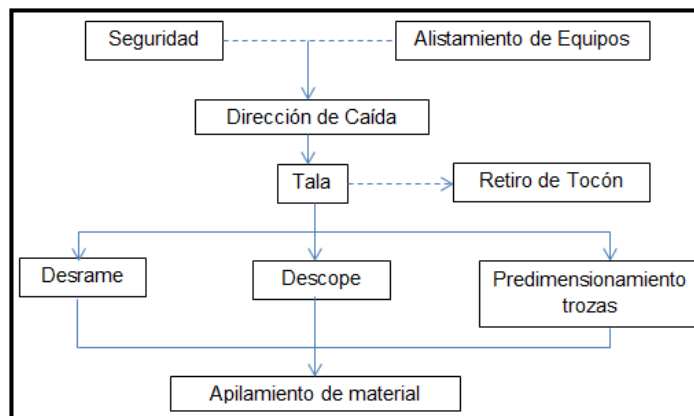 Seguridad
Alistamiento de Equipos
Dirección de Caída
Tala
Retiro de Tocón
Desrame
Descope
Predimensionamiento
trozas
Apilamiento de material